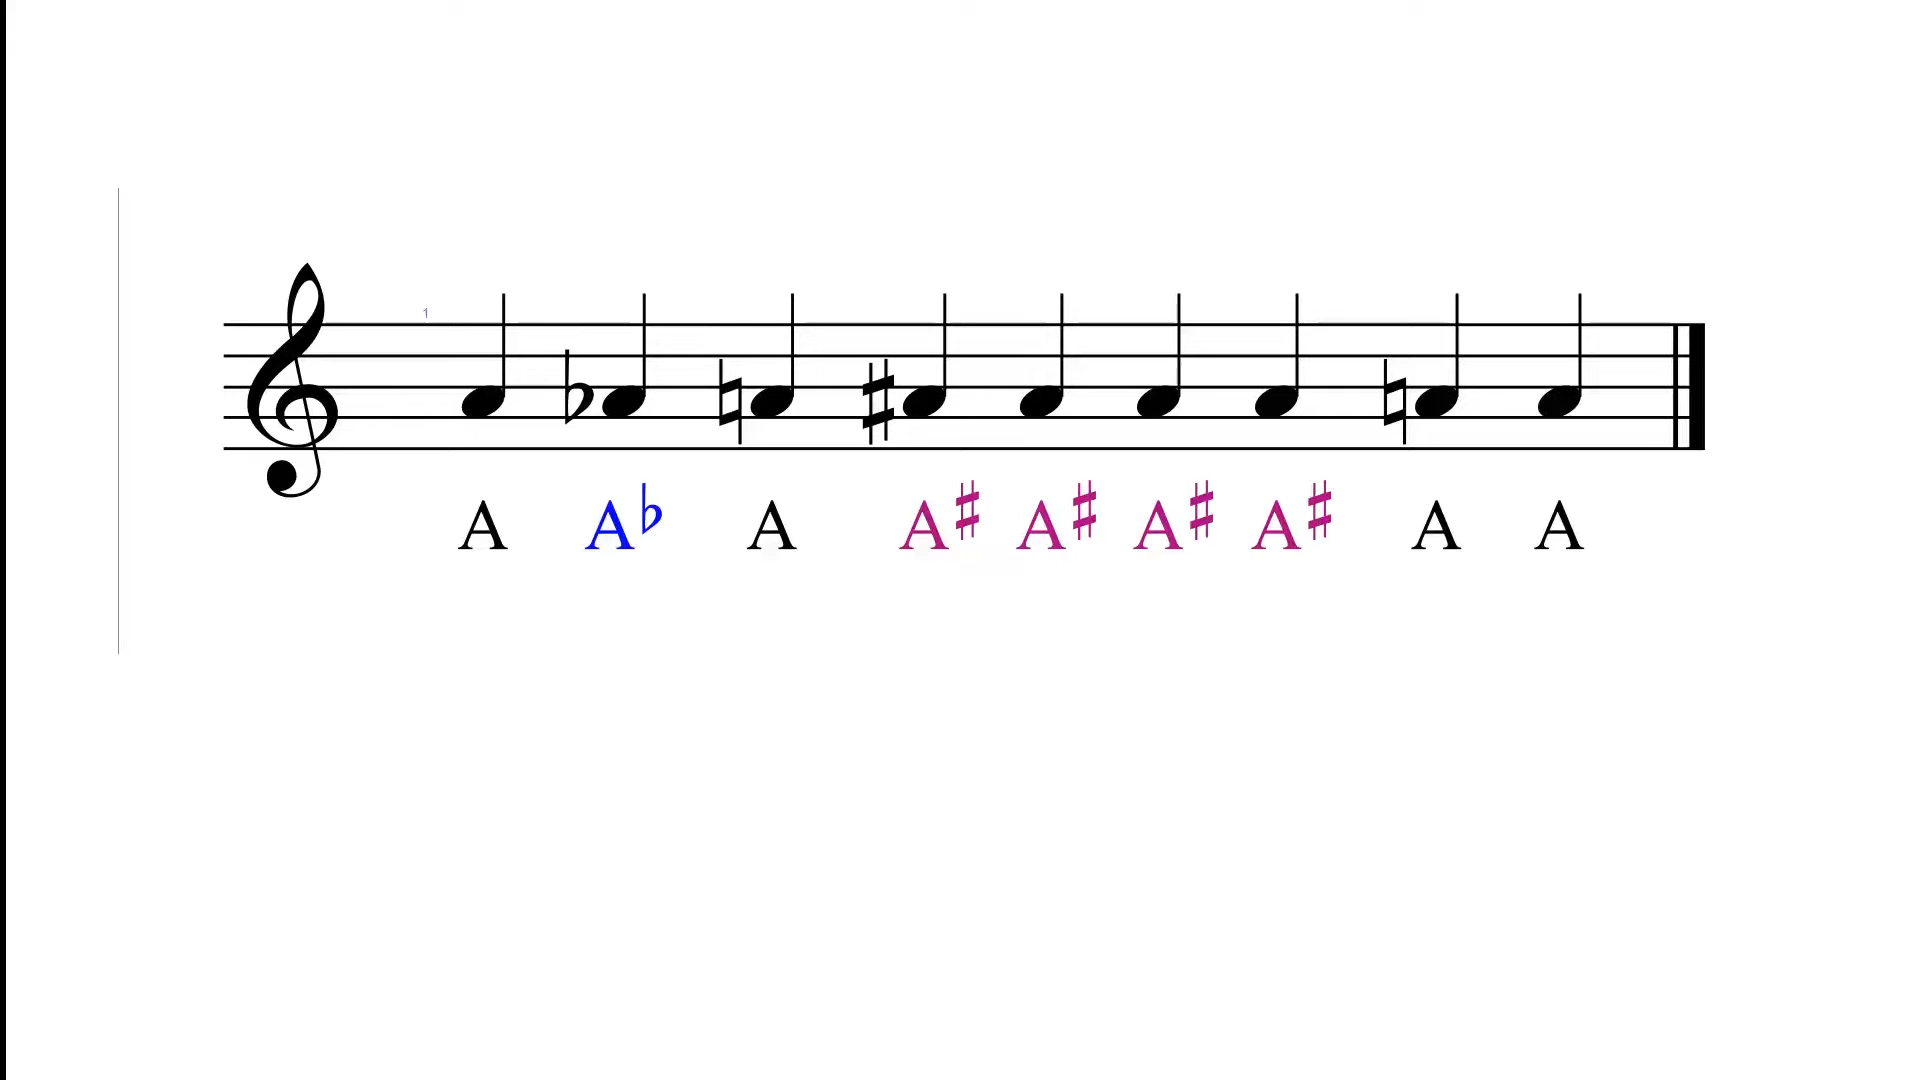 1
A A♭ A A♯ A♯ A♯ A♯ A A